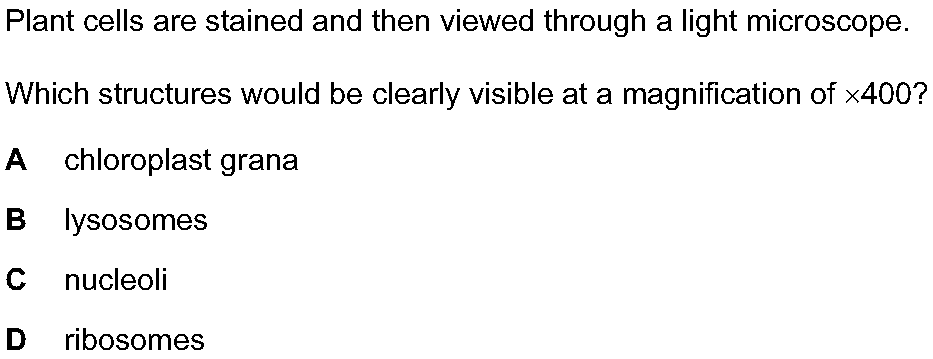 Plant cells are stained and then viewed through a light microscope.
Which structures would be clearly visible at a magnification of ×400?
A chloroplast grana
B lysosomes
C nucleoli
D ribosomes